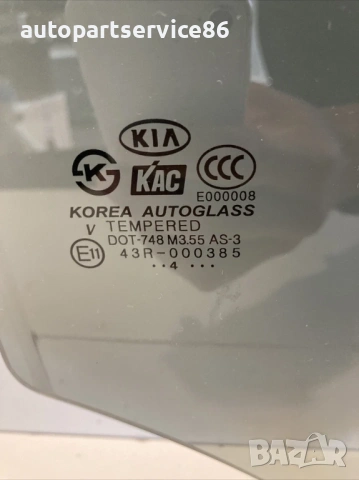 autopartservice86
KIA
KS
KAC
CCC
E000008
KOREA AUTOGLASS
V TEMPERED
DOT-748 M3.55 AS-3
E11 43R-000385
··4 ···
BAZAR